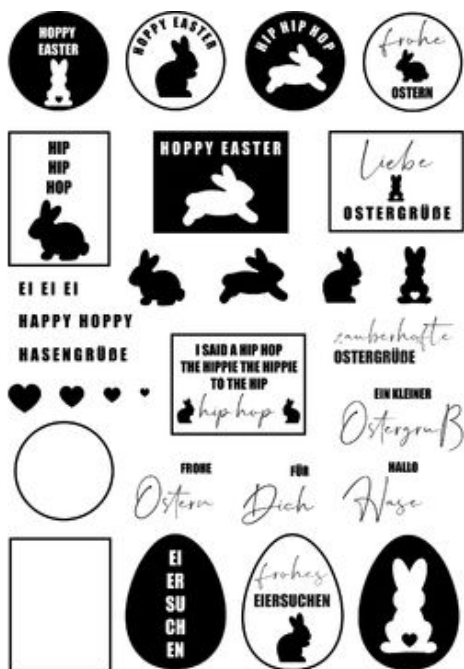 HOPPY
EASTER
HOPPY EASTER
HIP HIP HOP
frohe
OSTERN
HIP
HIP
HOP
HOPPY EASTER
Liebe
OSTERGRÜßE
EI EI EI
HAPPY HOPPY
HASENGRÜßE
I SAID A HIP HOP
THE HIPPIE THE HIPPIE
TO THE HIP
hip hop
zauberhafte
OSTERGRÜßE
EIN KLEINER
Ostergruß
FROHE
Ostern
FÜR
Dich
HALLO
Hase
EI
ER
SU
CH
EN
frohes
EIERSUCHEN